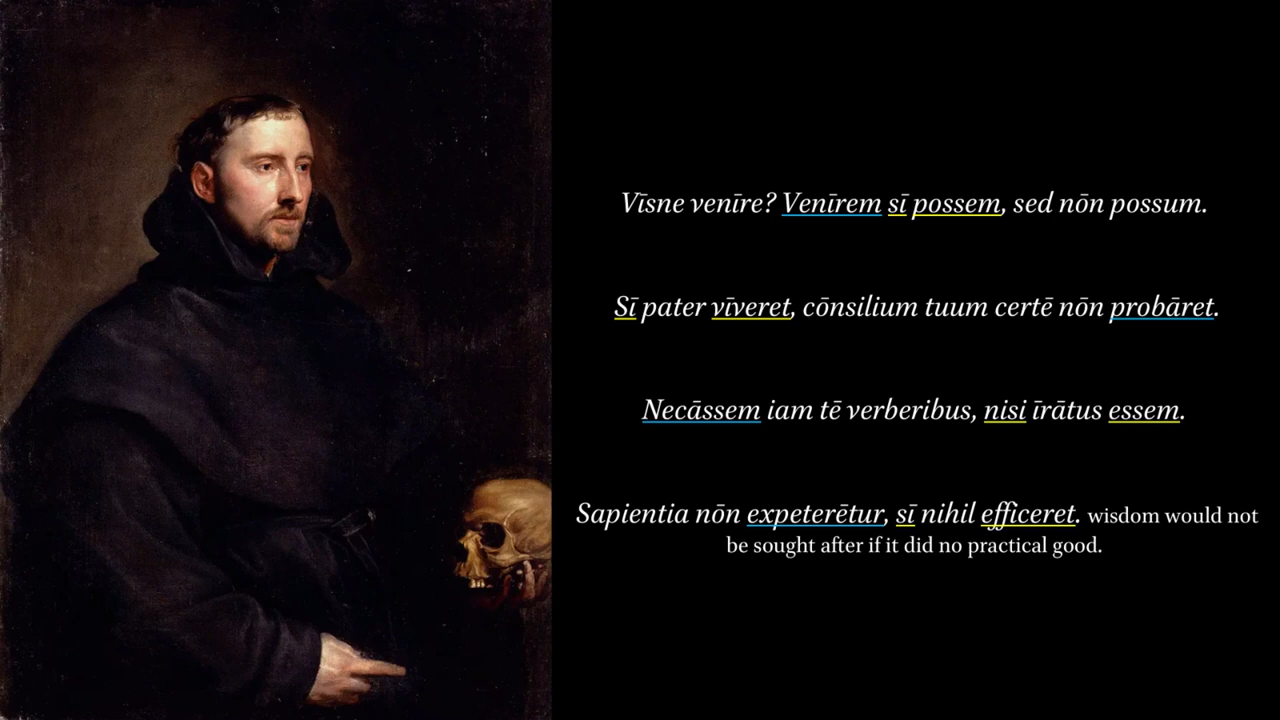 Vīsne venīre? Venīrem sī possem, sed nōn possum.
Sī pater vīveret, cōnsilium tuum certē nōn probāret.
Necāssem iam tē verberibus, nisi īrātus essem.
Sapientia nōn expeterētur, sī nihil efficeret. wisdom would not
be sought after if it did no practical good.